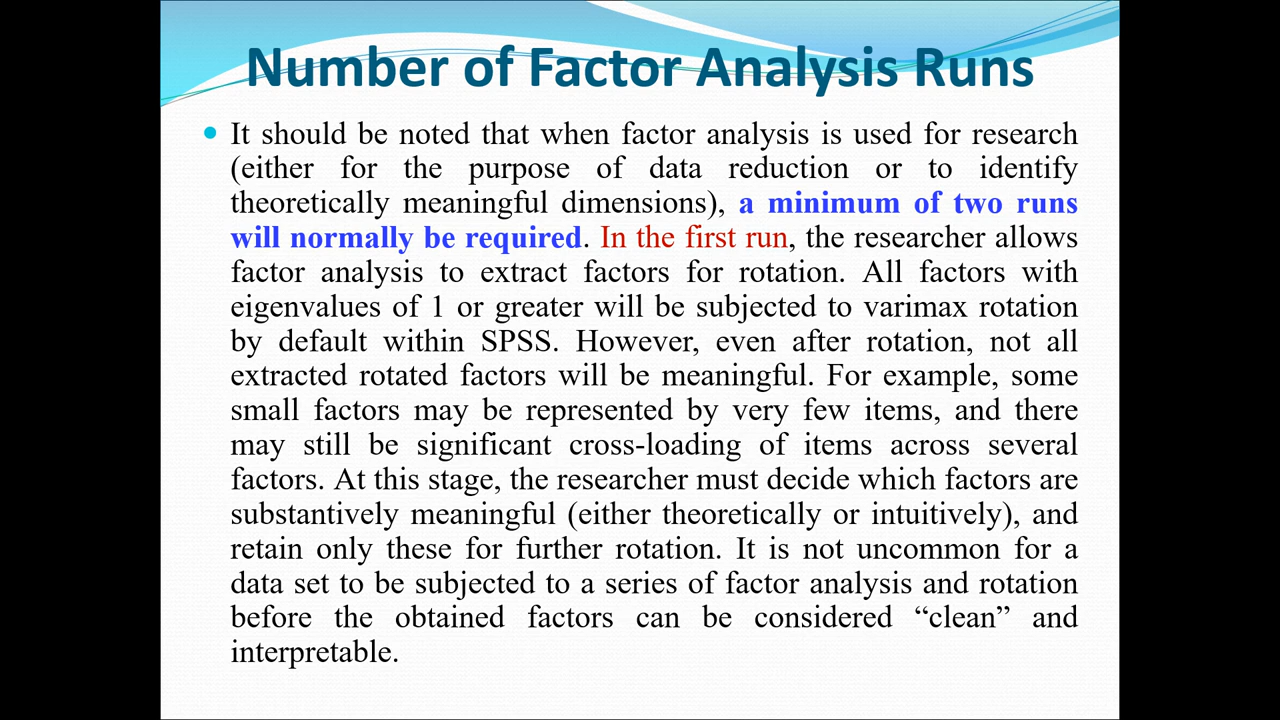 Number of Factor Analysis Runs
• It should be noted that when factor analysis is used for research
(either for the purpose of data reduction or to identify
theoretically meaningful dimensions), a minimum of two runs
will normally be required. In the first run, the researcher allows
factor analysis to extract factors for rotation. All factors with
eigenvalues of 1 or greater will be subjected to varimax rotation
by default within SPSS. However, even after rotation, not all
extracted rotated factors will be meaningful. For example, some
small factors may be represented by very few items, and there
may still be significant cross-loading of items across several
factors. At this stage, the researcher must decide which factors are
substantively meaningful (either theoretically or intuitively), and
retain only these for further rotation. It is not uncommon for a
data set to be subjected to a series of factor analysis and rotation
before the obtained factors can be considered “clean” and
interpretable.